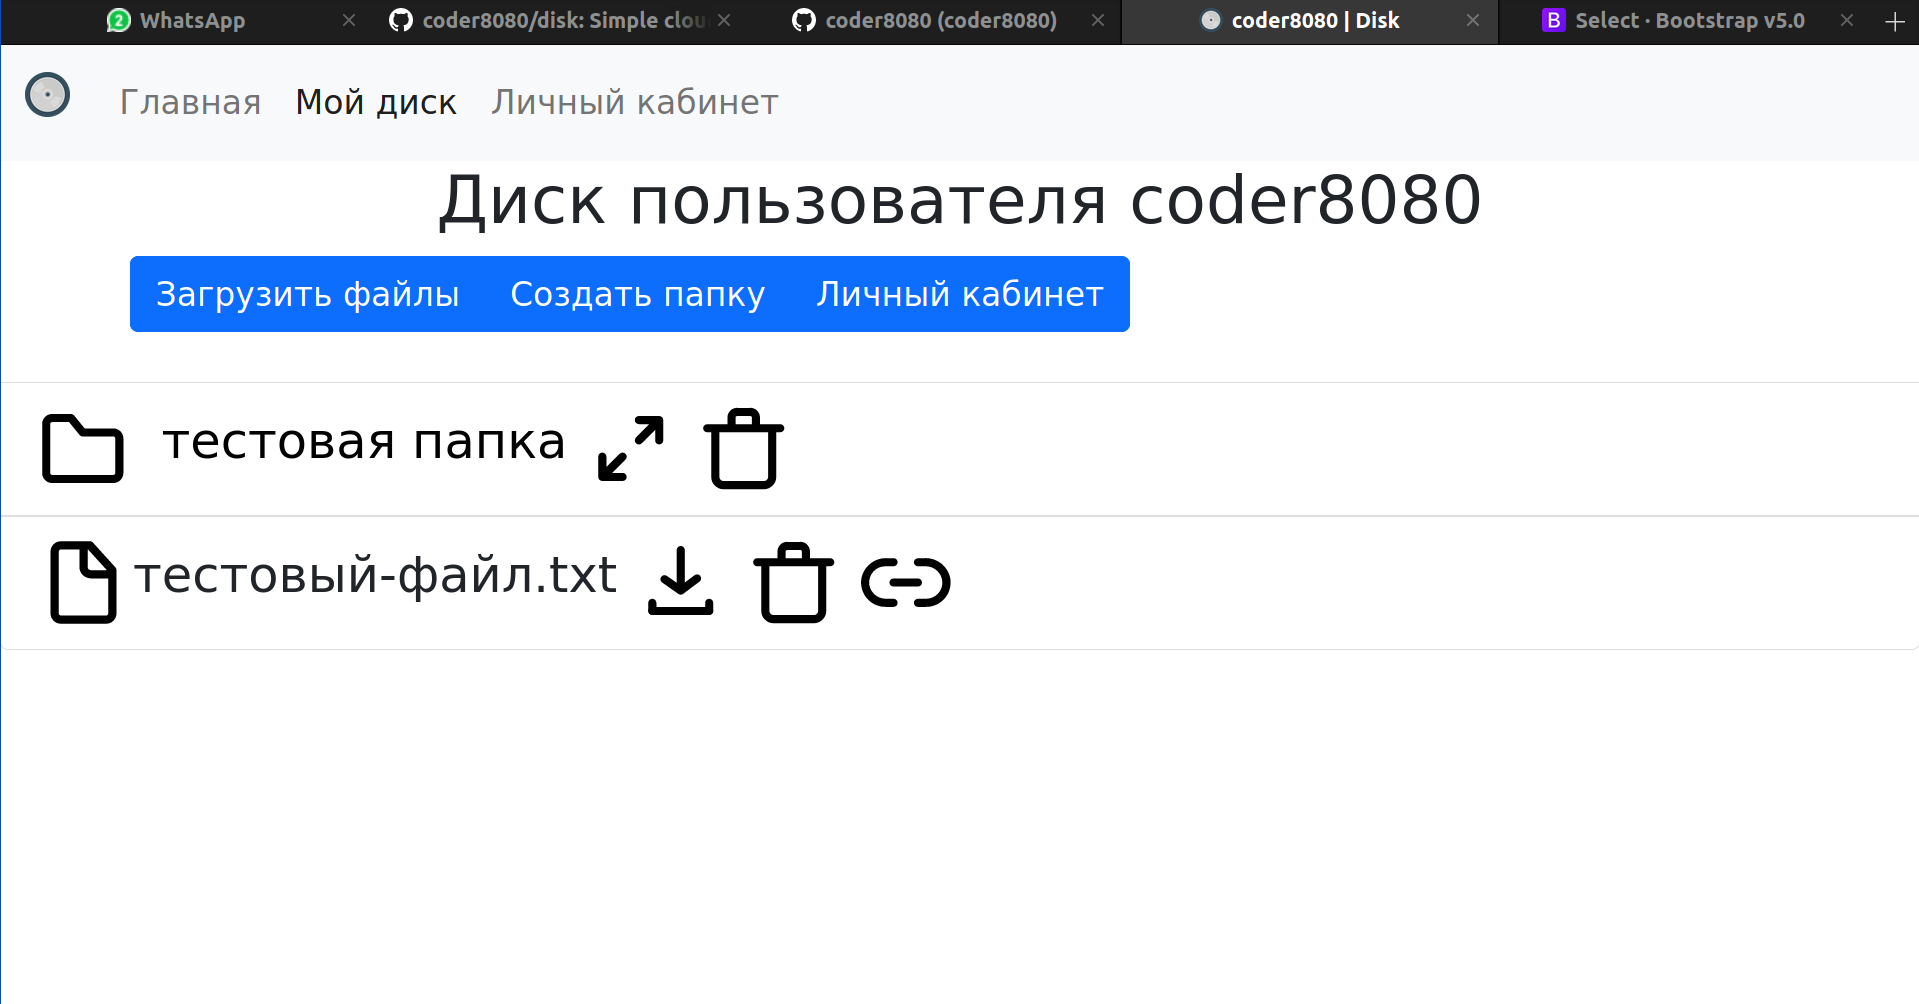 2 WhatsApp
coder8080/disk: Simple clou
coder8080 (coder8080)
coder8080 | Disk
B Select · Bootstrap v5.0
Главная Мой диск Личный кабинет
Диск пользователя coder8080
Загрузить файлы Создать папку Личный кабинет
тестовая папка
тестовый-файл.txt